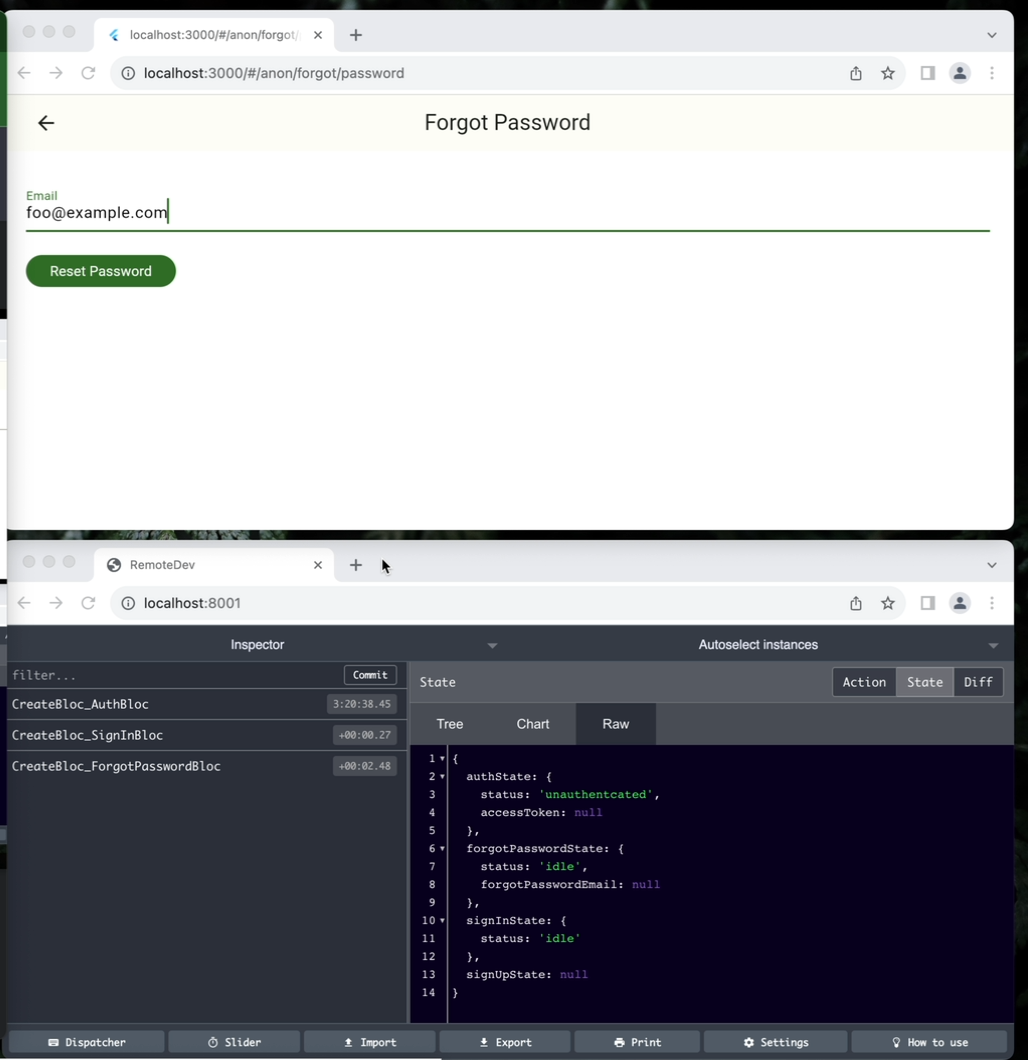 localhost:3000/#/anon/forgot/
localhost:3000/#/anon/forgot/password
Forgot Password
Email
foo@example.com
Reset Password
RemoteDev
localhost:8001
Inspector
Autoselect instances
filter...
Commit
State
Action
State
Diff
CreateBloc_AuthBloc
3:20:38.45
CreateBloc_SignInBloc
+00:00.27
CreateBloc_ForgotPasswordBloc
+00:02.48
Tree
Chart
Raw
1 {
2 authState: {
3 status: 'unauthentcated',
4 accessToken: null
5 },
6 forgotPasswordState: {
7 status: 'idle',
8 forgotPasswordEmail: null
9 },
10 signInState: {
11 status: 'idle'
12 },
13 signUpState: null
14 }
Dispatcher
Slider
Import
Export
Print
Settings
How to use